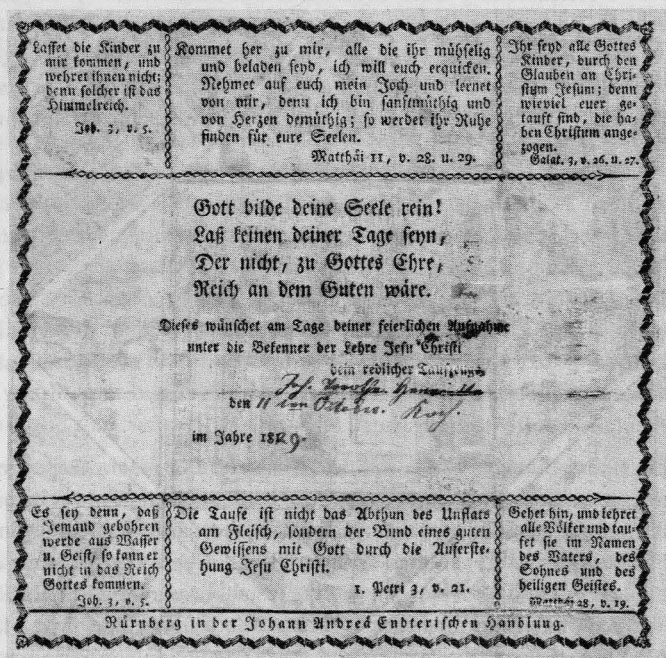 Lasset die Kinder zu
mir kommen, und
wehret ihnen nicht;
denn solcher ist das
Himmelreich.
Joh. 3, v. 5.
Kommet her zu mir, alle die ihr mühselig
und beladen seyd, ich will euch erquicken.
Nehmet auf euch mein Joch und lernet
von mir, denn ich bin sanftmüthig und
von Herzen demüthig; so werdet ihr Ruhe
finden für eure Seelen.
Matthäi 11, v. 28. u. 29.
Ihr seyd alle Gottes
Kinder, durch den
Glauben an Chri-
stum Jesum; denn
wieviel euer ge-
tauft sind, die ha-
ben Christum ange-
zogen.
Galat. 3, v. 26. u. 27.
Gott bilde deine Seele rein!
Laß keinen deiner Tage seyn,
Der nicht, zu Gottes Ehre,
Reich an dem Guten wäre.
Dieses wünschet am Tage deiner feierlichen Aufnahme
unter die Bekenner der Lehre Jesu Christi
dein redlicher Taufzeuge
Joh. Dorothe.
den 11 Koch.
im Jahre 1829.
Es sey denn, daß
Jemand gebohren
werde aus Wasser
u. Geist, so kann er
nicht in das Reich
Gottes kommen.
Joh. 3, v. 5.
Die Taufe ist nicht das Abthun des Unflats
am Fleisch, sondern der Bund eines guten
Gewissens mit Gott durch die Auferste-
hung Jesu Christi.
1. Petri 3, v. 21.
Gehet hin, und lehret
alle Völker und tau-
fet sie im Namen
des Vaters, des
Sohnes und des
heiligen Geistes.
Matthäi 28, v. 19.
Nürnberg in der Johann Andreä Endterischen Handlung.